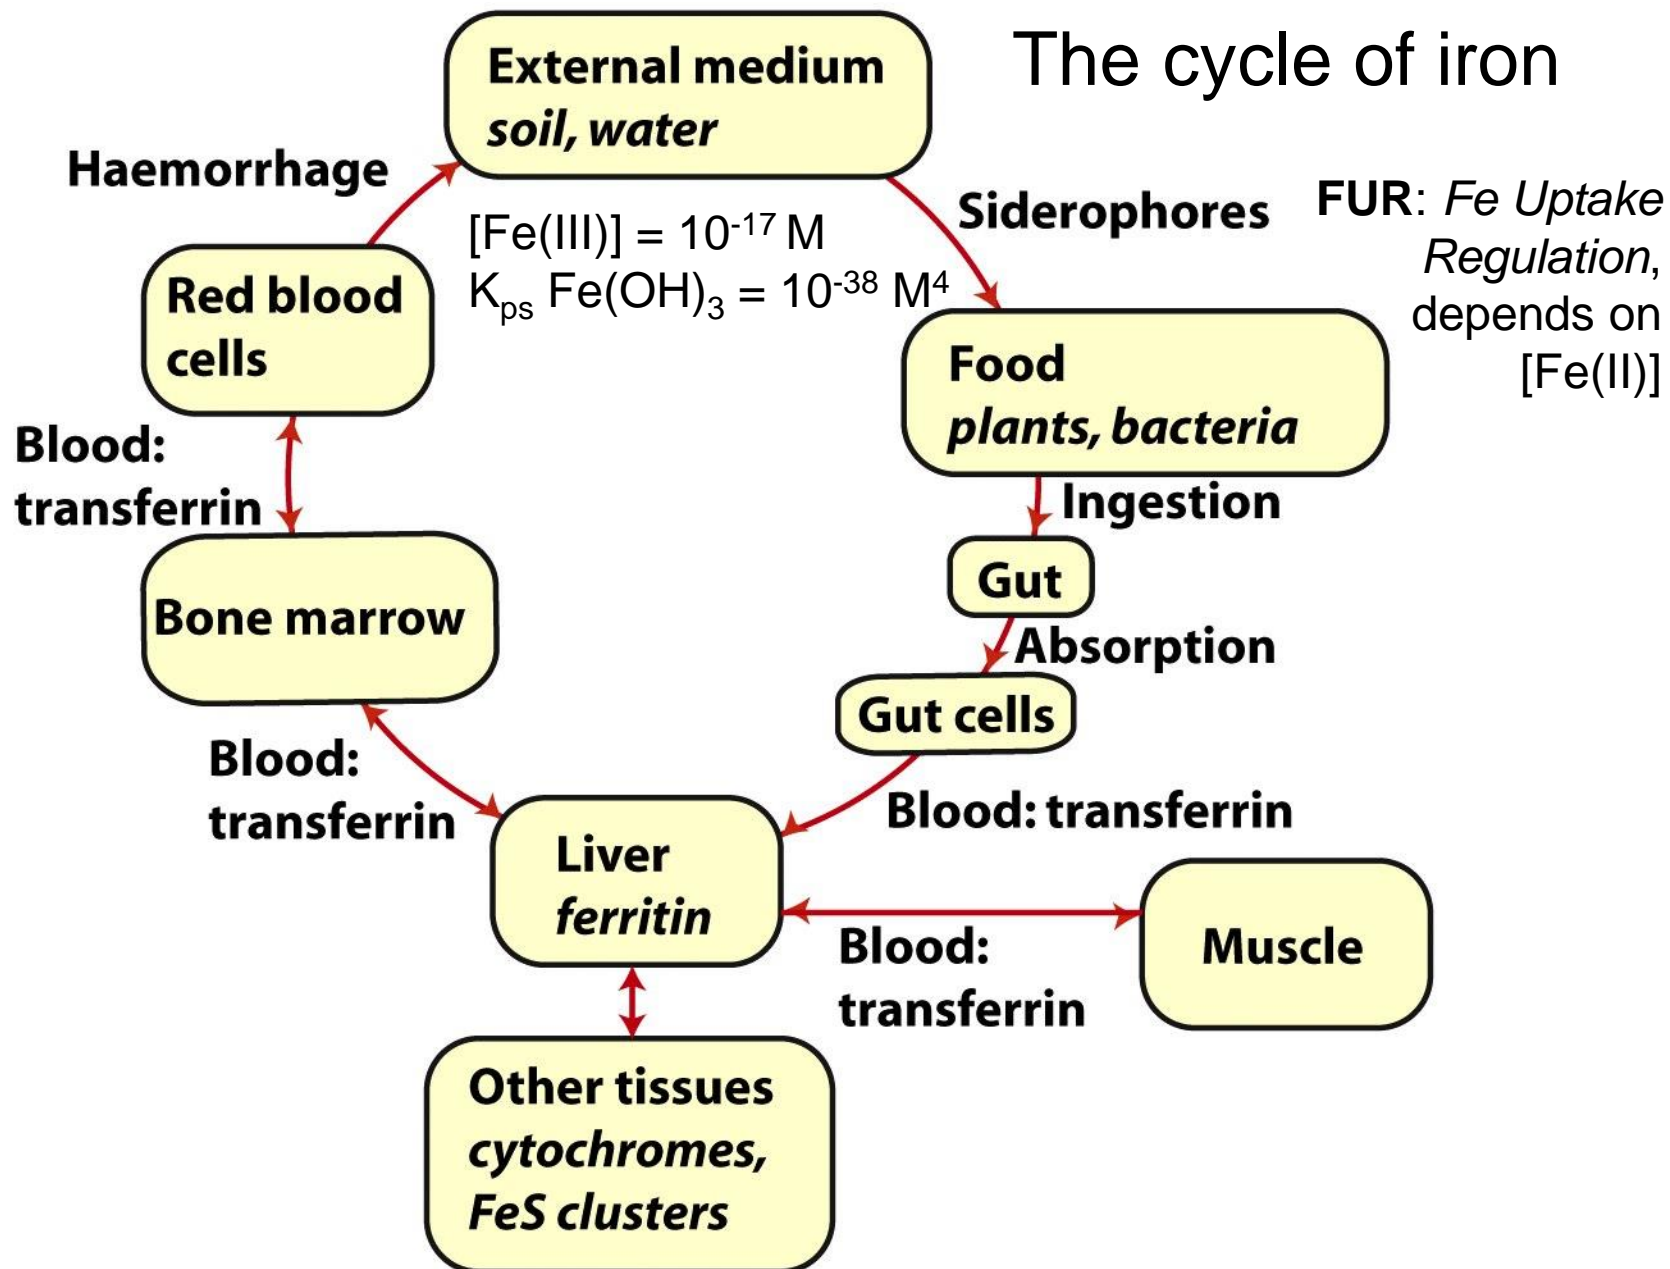 The cycle of iron
External medium
soil, water
Haemorrhage
Siderophores
FUR: Fe Uptake
Regulation,
depends on
[Fe(II)]
[Fe(III)] = 10⁻¹⁷ M
Kₚₛ Fe(OH)₃ = 10⁻³⁸ M⁴
Red blood
cells
Food
plants, bacteria
Blood:
transferrin
Ingestion
Gut
Bone marrow
Absorption
Gut cells
Blood:
transferrin
Blood: transferrin
Liver
ferritin
Blood:
transferrin
Muscle
Other tissues
cytochromes,
FeS clusters